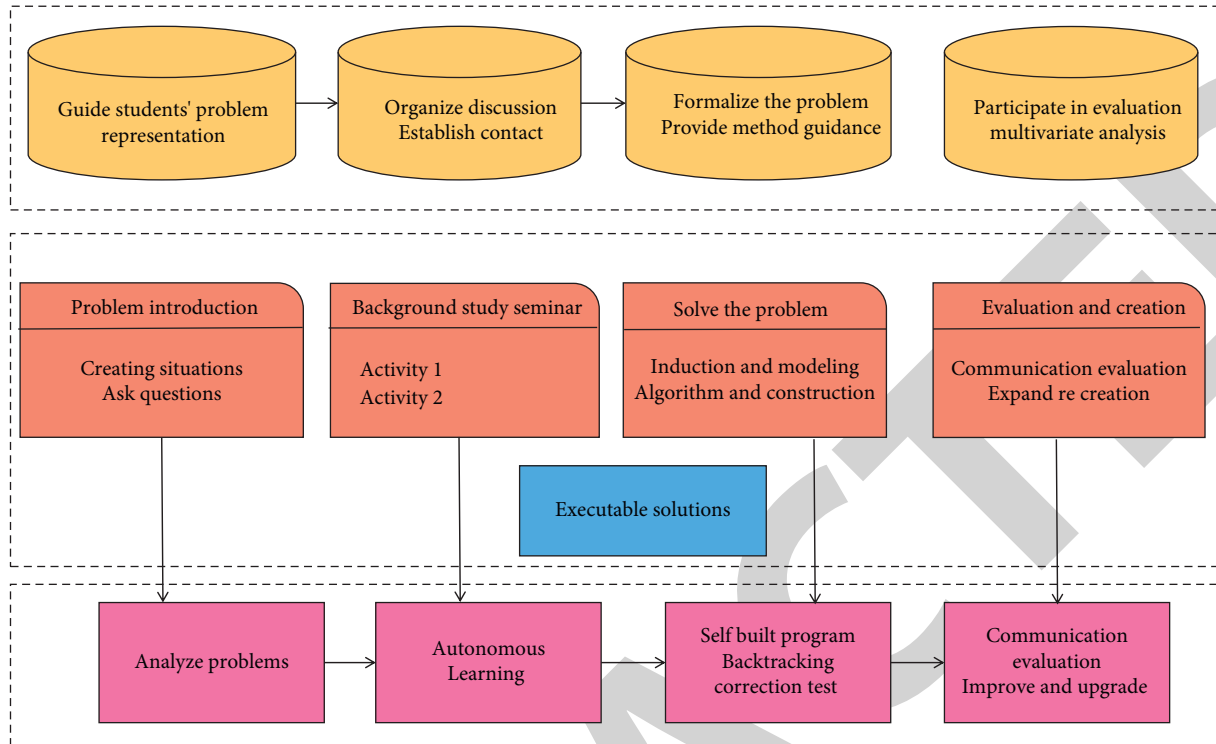 Guide students' problem
representation
Organize discussion
Establish contact
Formalize the problem
Provide method guidance
Participate in evaluation
multivariate analysis
Problem introduction
Creating situations
Ask questions
Background study seminar
Activity 1
Activity 2
Solve the problem
Induction and modeling
Algorithm and construction
Evaluation and creation
Communication evaluation
Expand re creation
Executable solutions
Analyze problems
Autonomous
Learning
Self built program
Backtracking
correction test
Communication
evaluation
Improve and upgrade